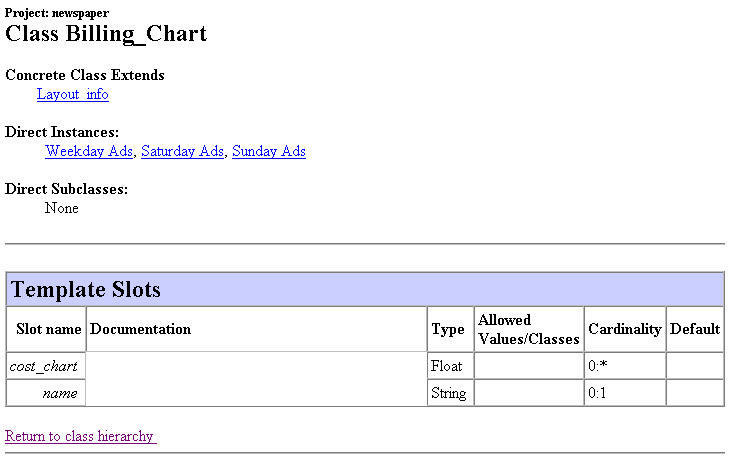 Project: newspaper
Class Billing_Chart
Concrete Class Extends
Layout_info
Direct Instances:
Weekday Ads, Saturday Ads, Sunday Ads
Direct Subclasses:
None
Template Slots
Slot name Documentation Type Allowed Values/Classes Cardinality Default
cost_chart Float 0:*
name String 0:1
Return to class hierarchy